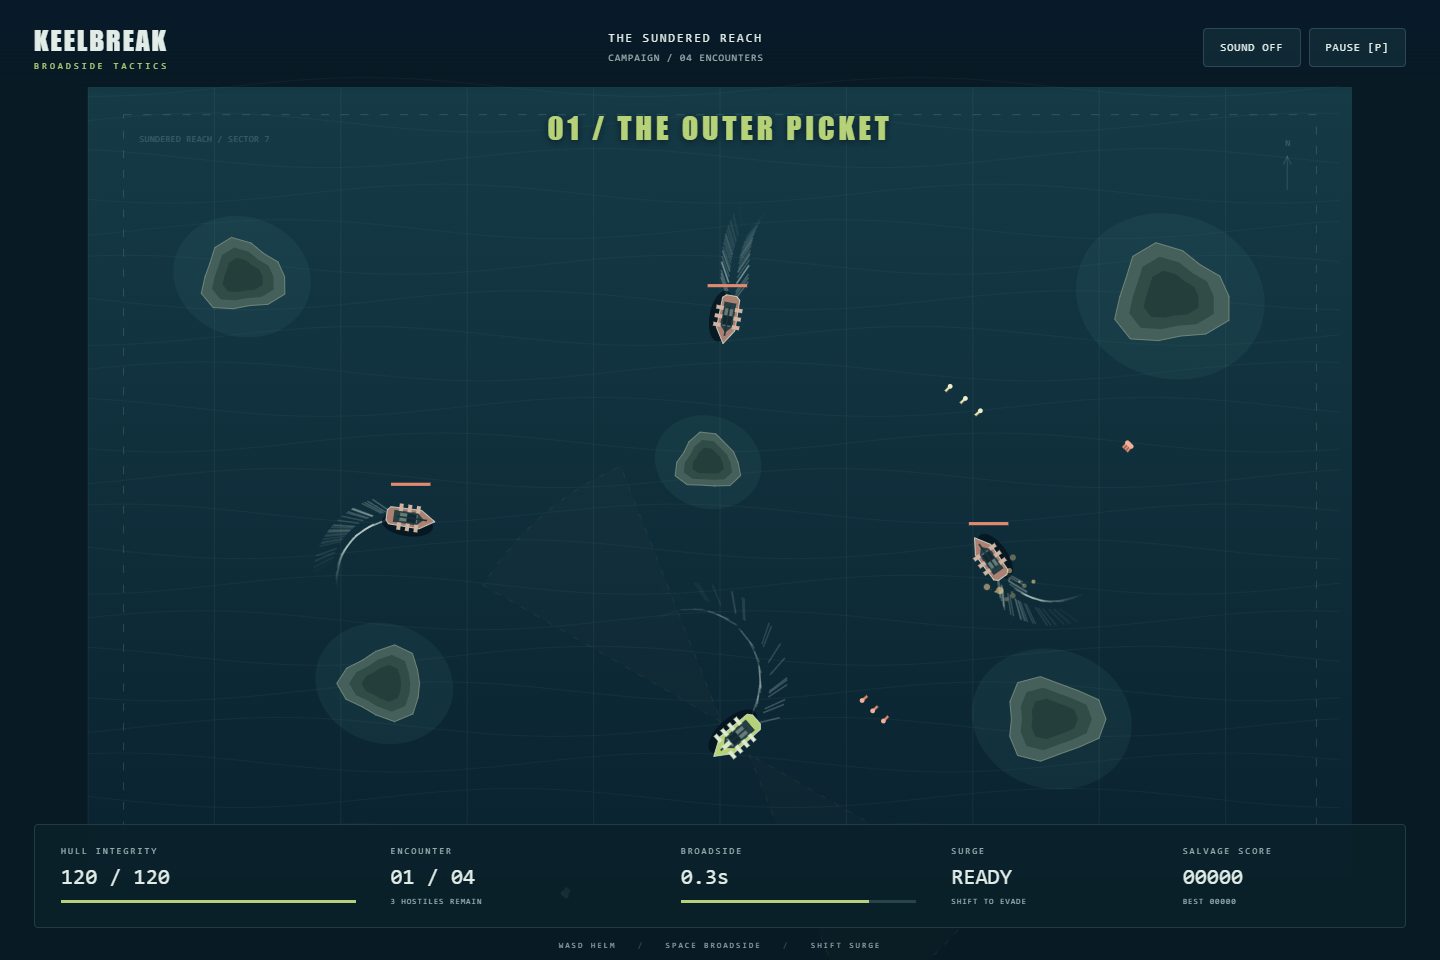 KEELBREAK
BROADSIDE TACTICS
THE SUNDERED REACH
CAMPAIGN / 04 ENCOUNTERS
SOUND OFF
PAUSE [P]
01 / THE OUTER PICKET
SUNDERED REACH / SECTOR 7
N
HULL INTEGRITY
120 / 120
ENCOUNTER
01 / 04
3 HOSTILES REMAIN
BROADSIDE
0.3s
SURGE
READY
SHIFT TO EVADE
SALVAGE SCORE
00000
BEST 00000
WASD HELM / SPACE BROADSIDE / SHIFT SURGE